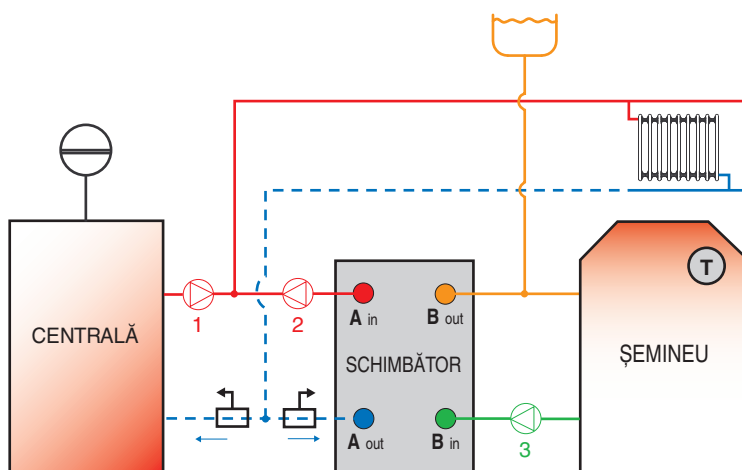 T
1
2
A in
B out
CENTRALĂ
SCHIMBĂTOR
ȘEMINEU
A out
B in
3